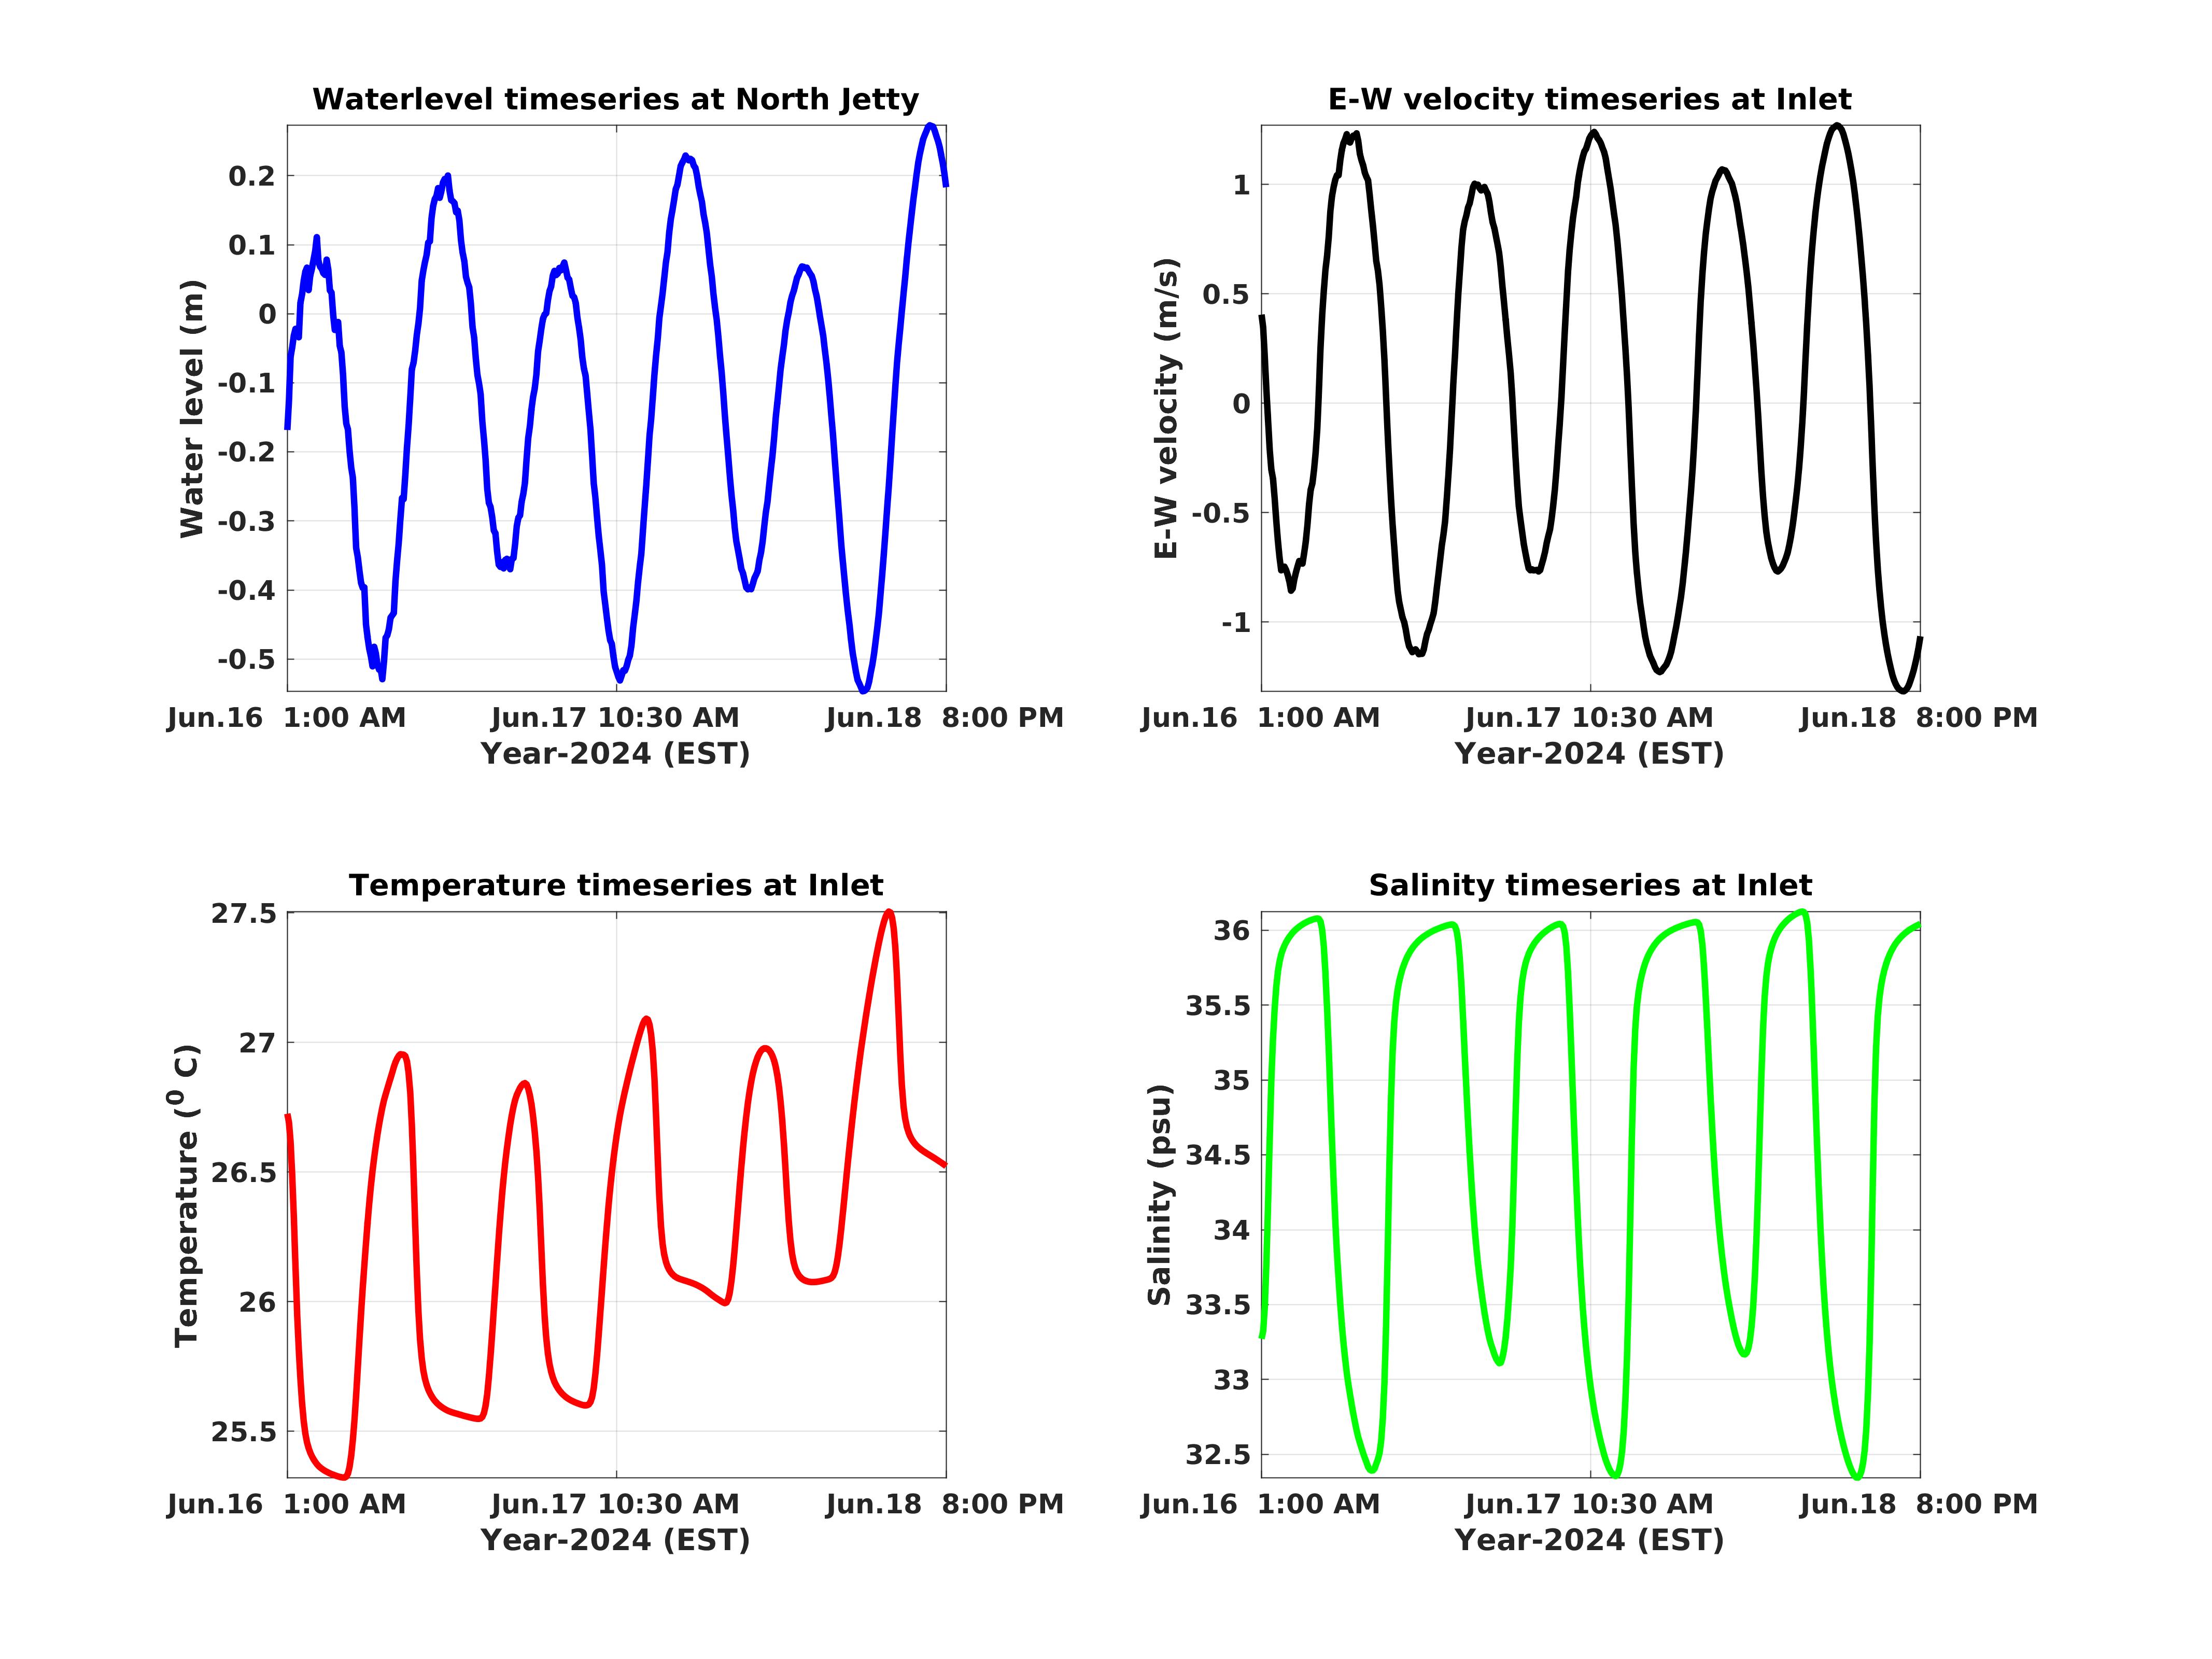 Waterlevel timeseries at North Jetty
0.2
0.1
0
-0.1
-0.2
-0.3
-0.4
-0.5
Water level (m)
Jun.16  1:00 AM
Jun.17 10:30 AM
Jun.18  8:00 PM
Year-2024 (EST)
E-W velocity timeseries at Inlet
1
0.5
0
-0.5
-1
E-W velocity (m/s)
Jun.16  1:00 AM
Jun.17 10:30 AM
Jun.18  8:00 PM
Year-2024 (EST)
Temperature timeseries at Inlet
27.5
27
26.5
26
25.5
Temperature (⁰ C)
Jun.16  1:00 AM
Jun.17 10:30 AM
Jun.18  8:00 PM
Year-2024 (EST)
Salinity timeseries at Inlet
36
35.5
35
34.5
34
33.5
33
32.5
Salinity (psu)
Jun.16  1:00 AM
Jun.17 10:30 AM
Jun.18  8:00 PM
Year-2024 (EST)